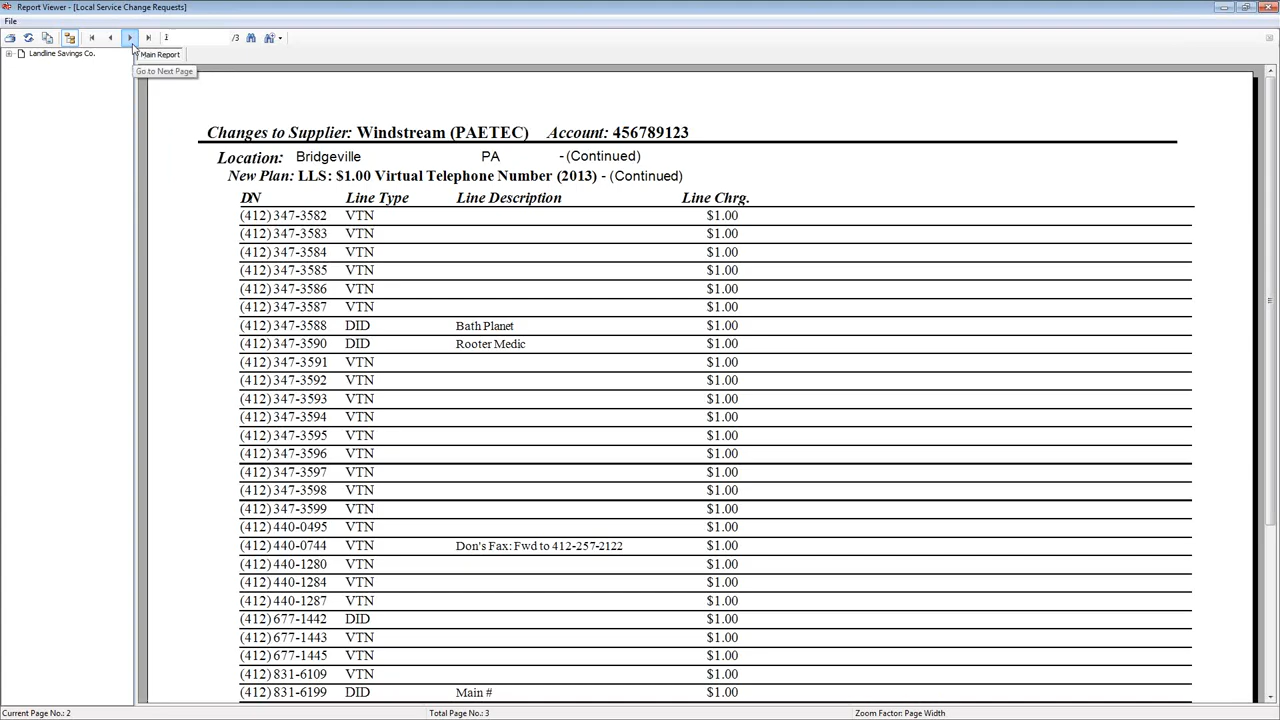 Report Viewer - [Local Service Change Requests]
File
/3
Landline Savings Co.
Main Report
Go to Next Page
Changes to Supplier: Windstream (PAETEC) Account: 456789123
Location: Bridgeville PA - (Continued)
New Plan: LLS: $1.00 Virtual Telephone Number (2013) - (Continued)
DN Line Type Line Description Line Chrg.
(412) 347-3582 VTN $1.00
(412) 347-3583 VTN $1.00
(412) 347-3584 VTN $1.00
(412) 347-3585 VTN $1.00
(412) 347-3586 VTN $1.00
(412) 347-3587 VTN $1.00
(412) 347-3588 DID Bath Planet $1.00
(412) 347-3590 DID Rooter Medic $1.00
(412) 347-3591 VTN $1.00
(412) 347-3592 VTN $1.00
(412) 347-3593 VTN $1.00
(412) 347-3594 VTN $1.00
(412) 347-3595 VTN $1.00
(412) 347-3596 VTN $1.00
(412) 347-3597 VTN $1.00
(412) 347-3598 VTN $1.00
(412) 347-3599 VTN $1.00
(412) 440-0495 VTN $1.00
(412) 440-0744 VTN Don's Fax: Fwd to 412-257-2122 $1.00
(412) 440-1280 VTN $1.00
(412) 440-1284 VTN $1.00
(412) 440-1287 VTN $1.00
(412) 677-1442 DID $1.00
(412) 677-1443 VTN $1.00
(412) 677-1445 VTN $1.00
(412) 831-6109 VTN $1.00
(412) 831-6199 DID Main # $1.00
Current Page No.: 2 Total Page No.: 3 Zoom Factor: Page Width